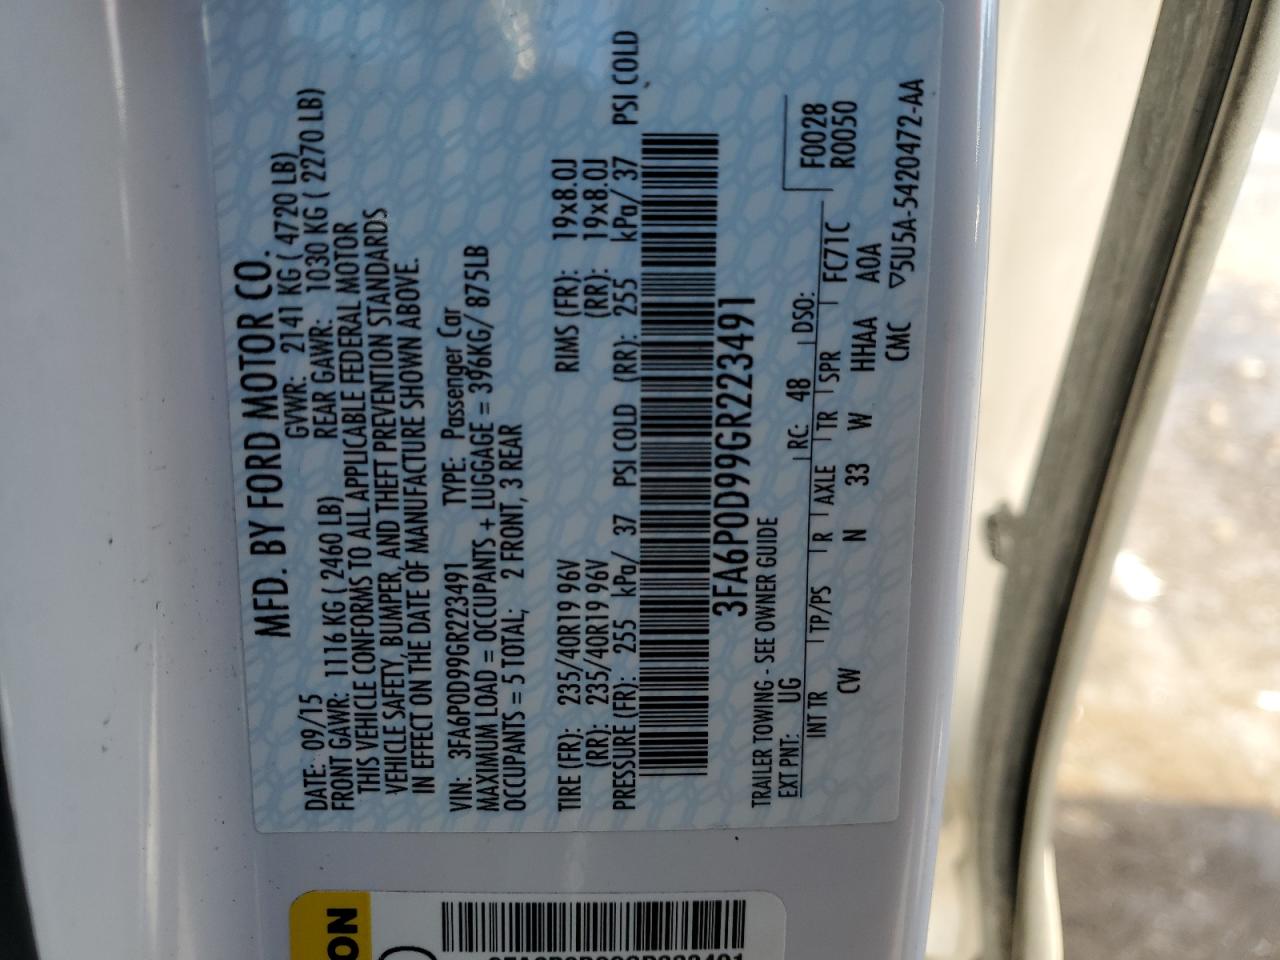 MFD. BY FORD MOTOR CO.
DATE: 09/15 GVWR: 2141 KG ( 4720 LB)
FRONT GAWR: 1116 KG ( 2460 LB) REAR GAWR: 1030 KG ( 2270 LB)
THIS VEHICLE CONFORMS TO ALL APPLICABLE FEDERAL MOTOR
VEHICLE SAFETY, BUMPER, AND THEFT PREVENTION STANDARDS
IN EFFECT ON THE DATE OF MANUFACTURE SHOWN ABOVE.
VIN: 3FA6P0D99GR223491 TYPE: Passenger Car
MAXIMUM LOAD = OCCUPANTS + LUGGAGE = 396KG/ 875LB
OCCUPANTS = 5 TOTAL; 2 FRONT, 3 REAR
TIRE (FR): 235/40R19 96V RIMS (FR): 19x8.0J
(RR): 235/40R19 96V (RR): 19x8.0J
PRESSURE (FR): 255 kPa/ 37 PSI COLD (RR): 255 kPa/ 37 PSI COLD
3FA6P0D99GR223491
TRAILER TOWING - SEE OWNER GUIDE
EXT PNT: UG RC: 48 DSO: F0028
R0050
INT TR TP/PS R AXLE TR SPR FC71C
CW N 33 W HHAA A0A
CMC ▽5U5A-5420472-AA
ON